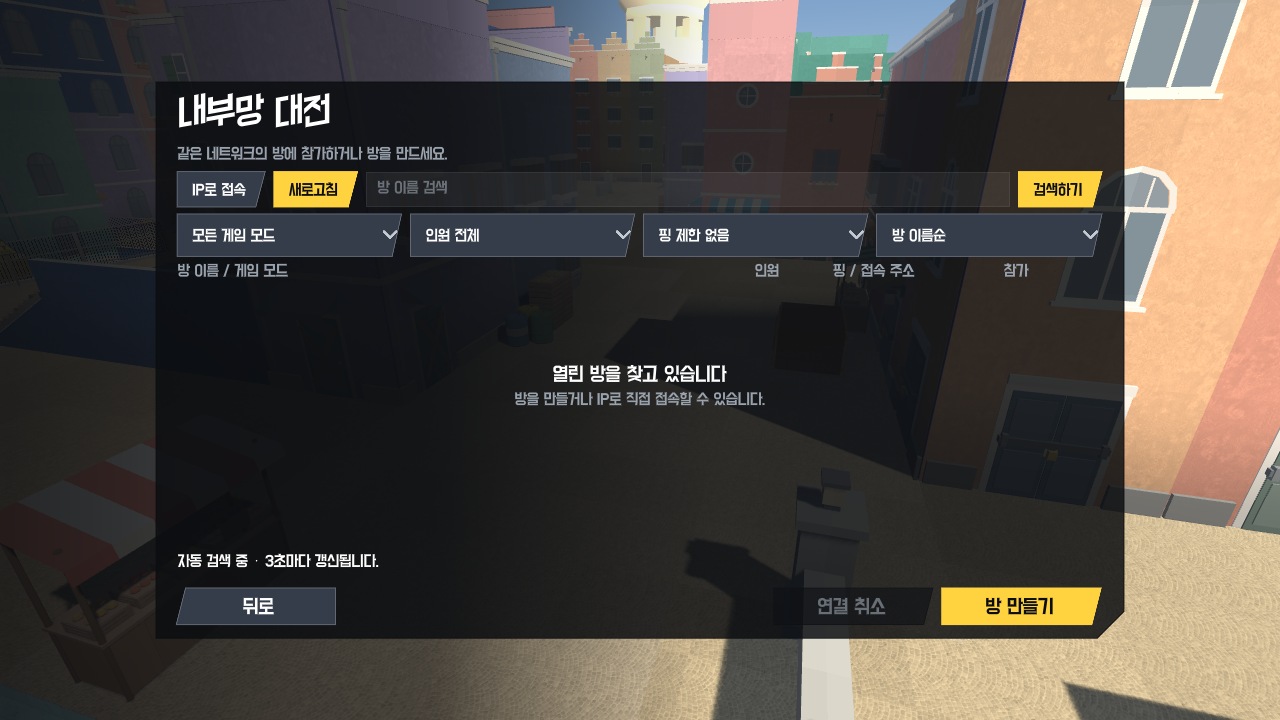 내부망 대전
같은 네트워크의 방에 참가하거나 방을 만드세요.
IP로 접속 새로고침 방 이름 검색 검색하기
모든 게임 모드 인원 전체 핑 제한 없음 방 이름순
방 이름 / 게임 모드 인원 핑 / 접속 주소 참가
열린 방을 찾고 있습니다
방을 만들거나 IP로 직접 접속할 수 있습니다.
자동 검색 중 · 3초마다 갱신됩니다.
뒤로 연결 취소 방 만들기